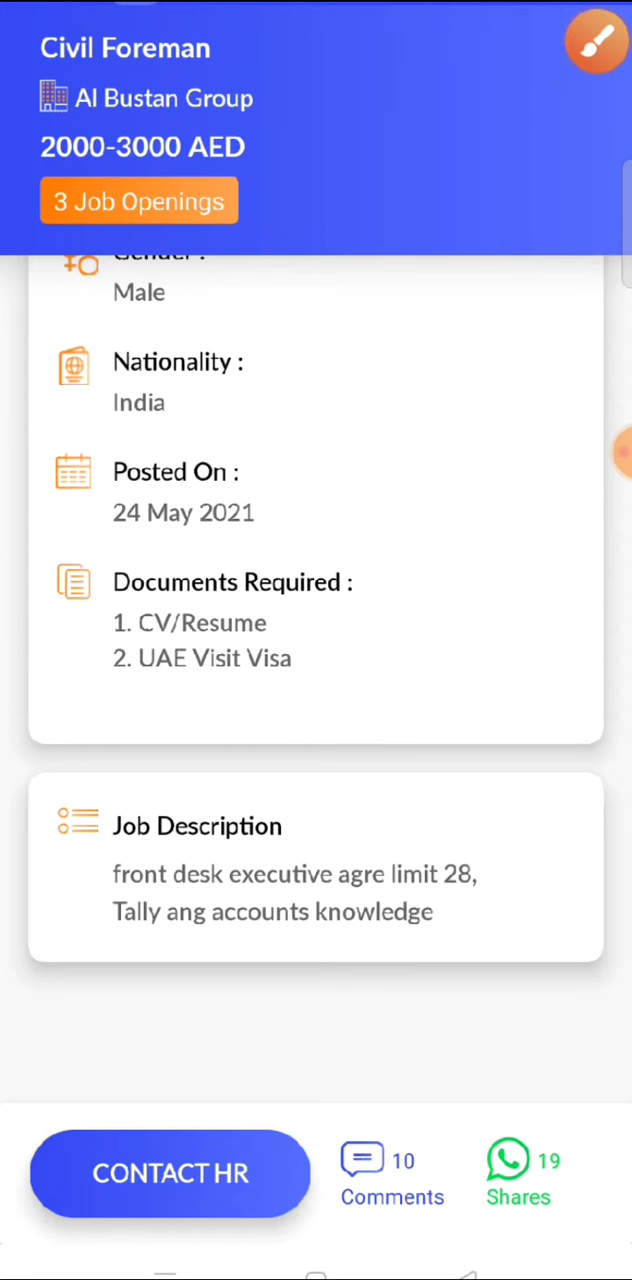 Civil Foreman
Al Bustan Group
2000-3000 AED
3 Job Openings
Gender :
Male
Nationality :
India
Posted On :
24 May 2021
Documents Required :
1. CV/Resume
2. UAE Visit Visa
Job Description
front desk executive agre limit 28,
Tally ang accounts knowledge
CONTACT HR
10
Comments
19
Shares